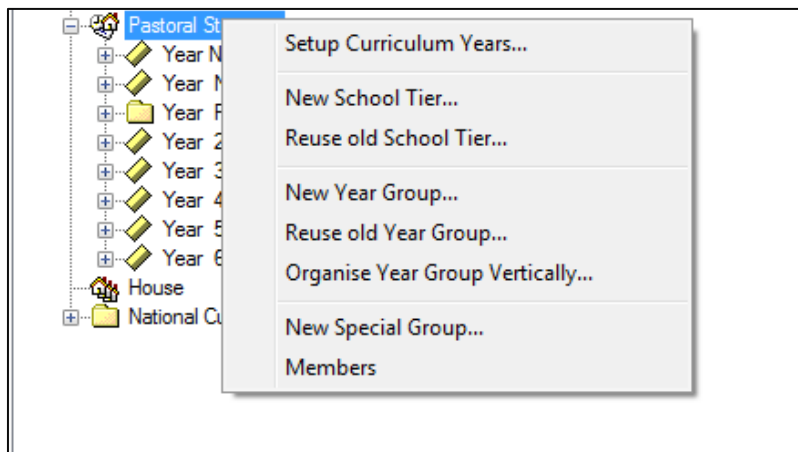 Pastoral St
Year N
Year
Year
Year 2
Year 3
Year 4
Year 5
Year 6
House
National Cu
Setup Curriculum Years...
New School Tier...
Reuse old School Tier...
New Year Group...
Reuse old Year Group...
Organise Year Group Vertically...
New Special Group...
Members